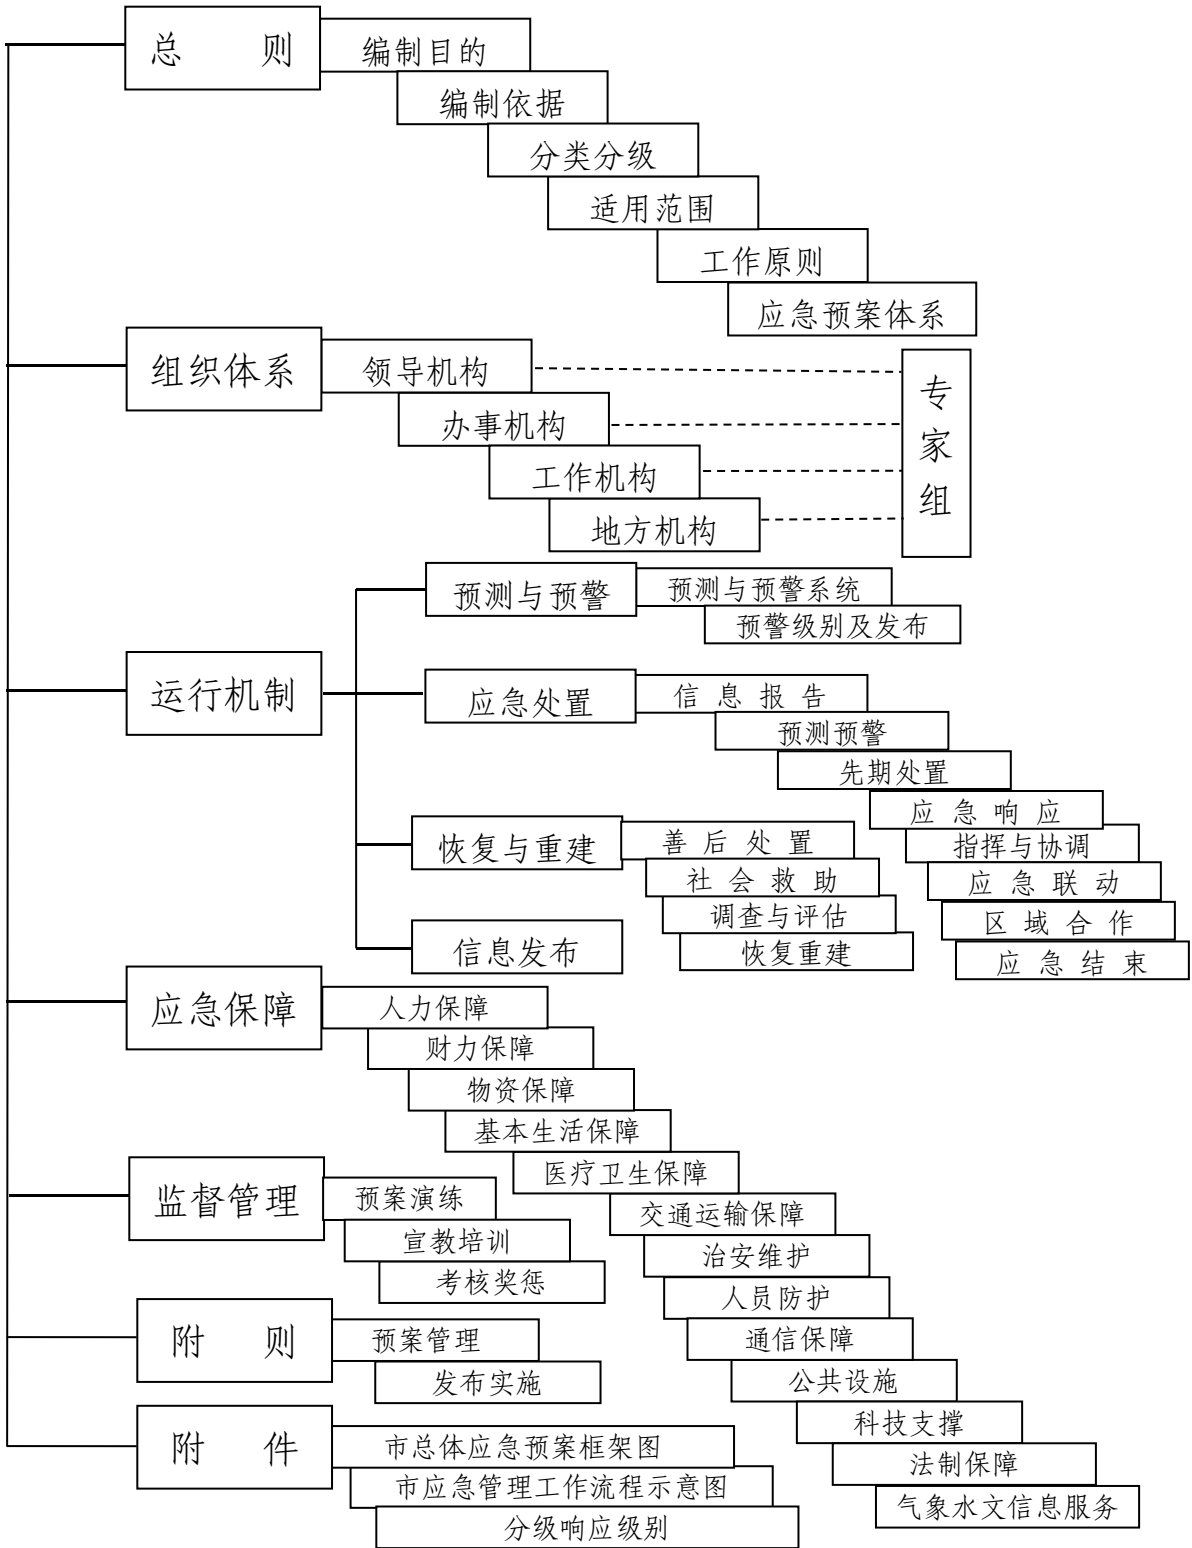 总 则
编制目的
编制依据
分类分级
适用范围
工作原则
应急预案体系
组织体系
领导机构
办事机构
工作机构
地方机构
专家组
运行机制
预测与预警
预测与预警系统
预警级别及发布
应急处置
信息报告
预测预警
先期处置
应急响应
指挥与协调
应急联动
区域合作
应急结束
恢复与重建
善后处置
社会救助
调查与评估
恢复重建
信息发布
应急保障
人力保障
财力保障
物资保障
基本生活保障
医疗卫生保障
交通运输保障
治安维护
人员防护
通信保障
公共设施
科技支撑
法制保障
气象水文信息服务
监督管理
预案演练
宣教培训
考核奖惩
附 则
预案管理
发布实施
附 件
市总体应急预案框架图
市应急管理工作流程示意图
分级响应级别